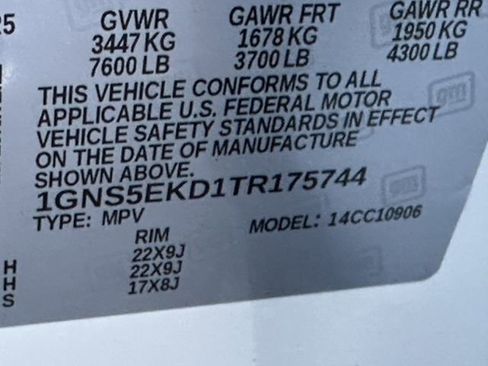 25 GVWR GAWR FRT GAWR RR
3447 KG 1678 KG 1950 KG
7600 LB 3700 LB 4300 LB
THIS VEHICLE CONFORMS TO ALL
APPLICABLE U.S. FEDERAL MOTOR
VEHICLE SAFETY STANDARDS IN EFFECT
ON THE DATE OF MANUFACTURE
SHOWN ABOVE.
1GNS5EKD1TR175744
TYPE: MPV MODEL: 14CC10906
RIM
22X9J
H 22X9J
H 17X8J
S
gm